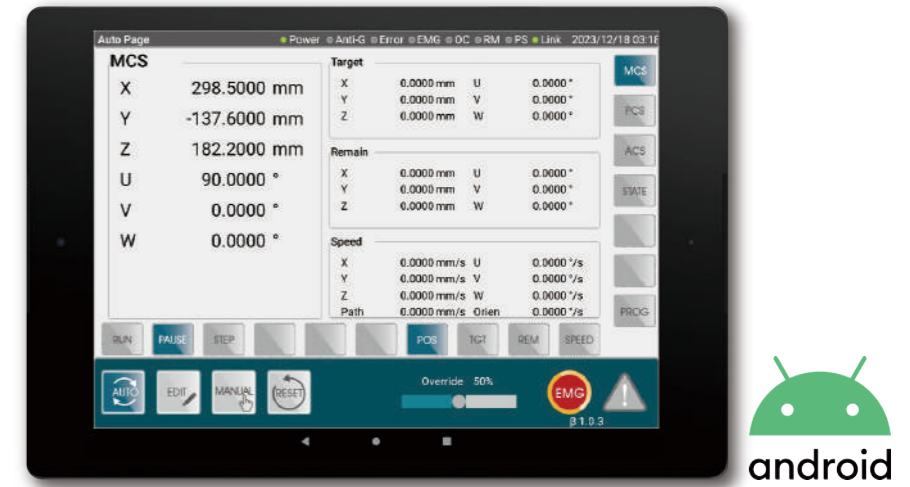 Auto Page Power Anti-G Error EMG OC RM PS Link 2023/12/18 03:18
MCS
X 298.5000 mm
Y -137.6000 mm
Z 182.2000 mm
U 90.0000 °
V 0.0000 °
W 0.0000 °
Target
X 0.0000 mm U 0.0000 °
Y 0.0000 mm V 0.0000 °
Z 0.0000 mm W 0.0000 °
Remain
X 0.0000 mm U 0.0000 °
Y 0.0000 mm V 0.0000 °
Z 0.0000 mm W 0.0000 °
Speed
X 0.0000 mm/s U 0.0000 °/s
Y 0.0000 mm/s V 0.0000 °/s
Z 0.0000 mm/s W 0.0000 °/s
Path 0.0000 mm/s Orien 0.0000 °/s
MCS
PCS
ACS
STATE
PROG
RUN PAUSE STEP POS TGT REM SPEED
AUTO EDIT MANUAL RESET
Override 50%
EMG
β 1.0.3
android